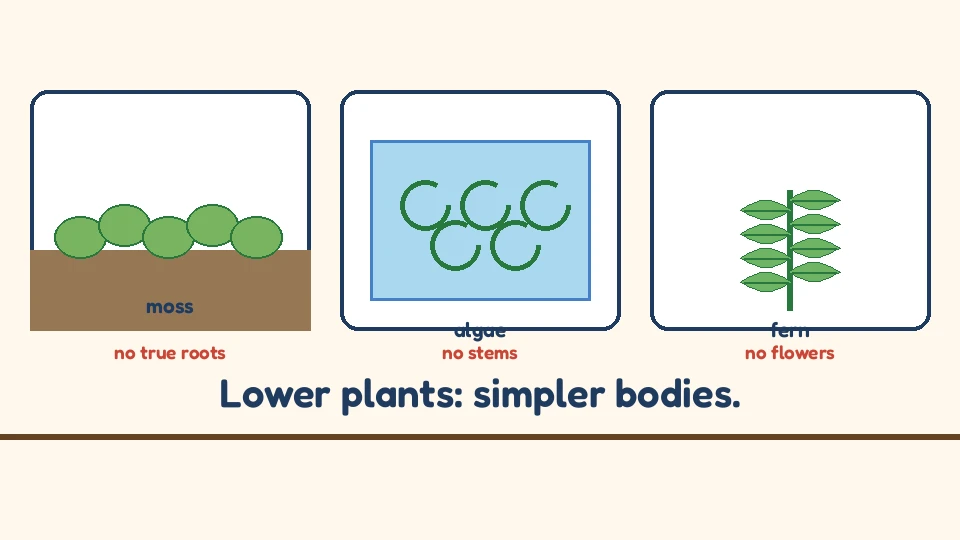 moss
no true roots
algae
no stems
fern
no flowers
Lower plants: simpler bodies.